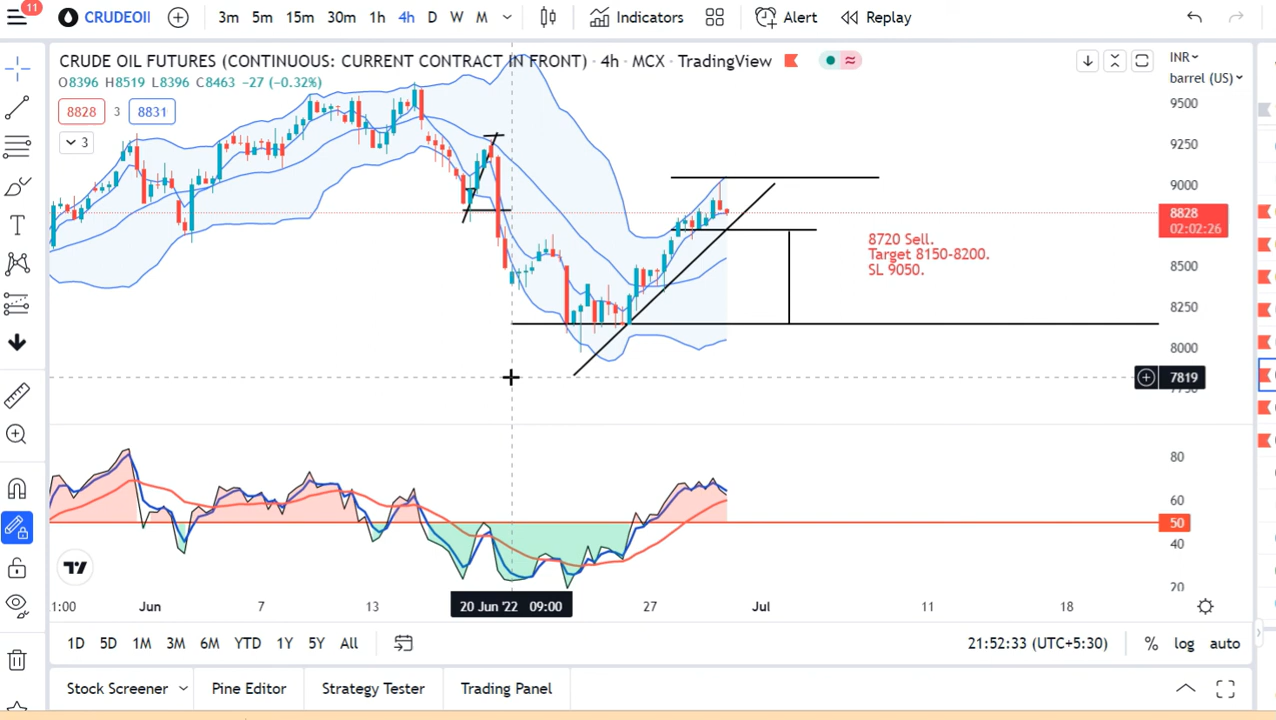 11
CRUDEOII
3m 5m 15m 30m 1h 4h D W M
Indicators
Alert
Replay
CRUDE OIL FUTURES (CONTINUOUS: CURRENT CONTRACT IN FRONT) · 4h · MCX · TradingView
O8396 H8519 L8396 C8463 −27 (−0.32%)
8828 3 8831
3
INR
barrel (US)
9500
9250
9000
8828
02:02:26
8500
8250
8000
7819
8720 Sell.
Target 8150-8200.
SL 9050.
80
60
50
40
20
Jun 7 13 20 Jun '22 09:00 27 Jul 11 18
1D 5D 1M 3M 6M YTD 1Y 5Y All
21:52:33 (UTC+5:30) % log auto
Stock Screener Pine Editor Strategy Tester Trading Panel